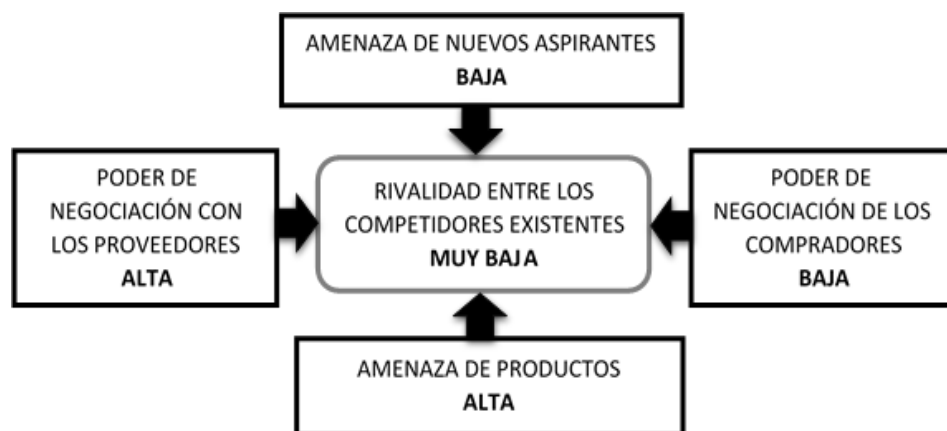 AMENAZA DE NUEVOS ASPIRANTES
BAJA
PODER DE
NEGOCIACIÓN CON
LOS PROVEEDORES
ALTA
RIVALIDAD ENTRE LOS
COMPETIDORES EXISTENTES
MUY BAJA
PODER DE
NEGOCIACIÓN DE LOS
COMPRADORES
BAJA
AMENAZA DE PRODUCTOS
ALTA